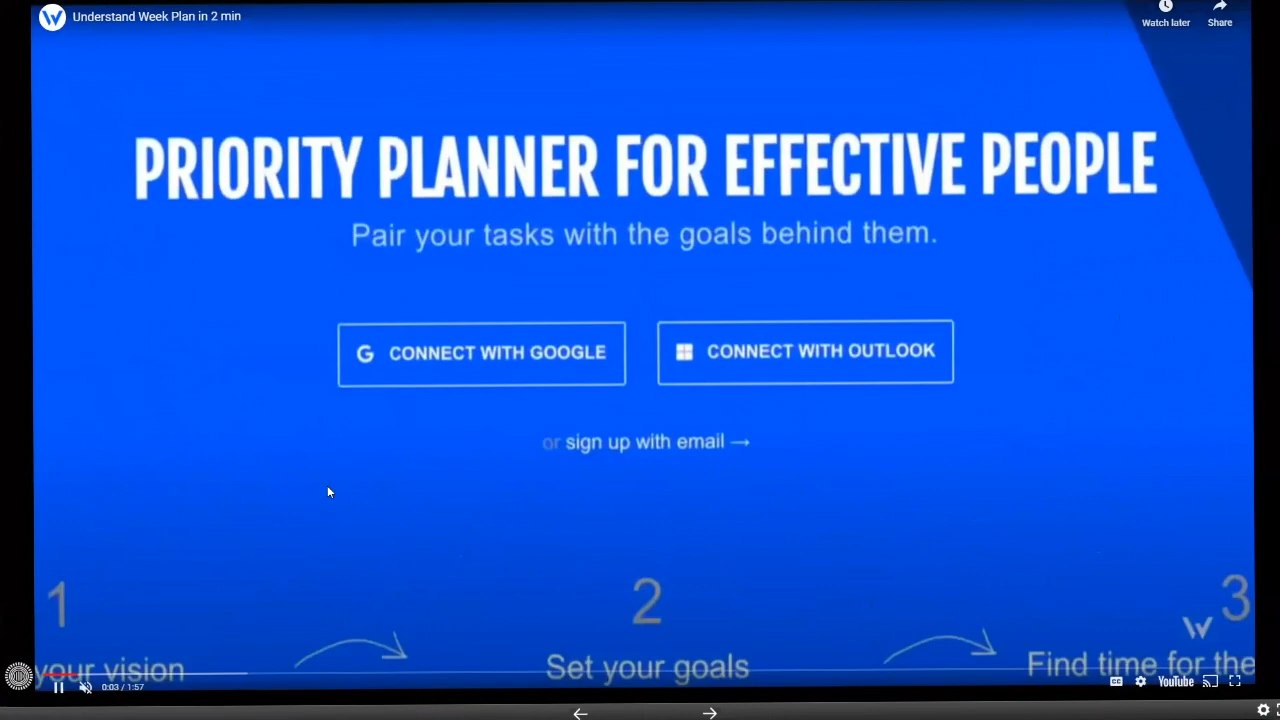 Understand Week Plan in 2 min
Watch later
Share
PRIORITY PLANNER FOR EFFECTIVE PEOPLE
Pair your tasks with the goals behind them.
G CONNECT WITH GOOGLE
CONNECT WITH OUTLOOK
or sign up with email →
1
2
3
your vision
Set your goals
Find time for the
0:03 / 1:57
CC
YouTube